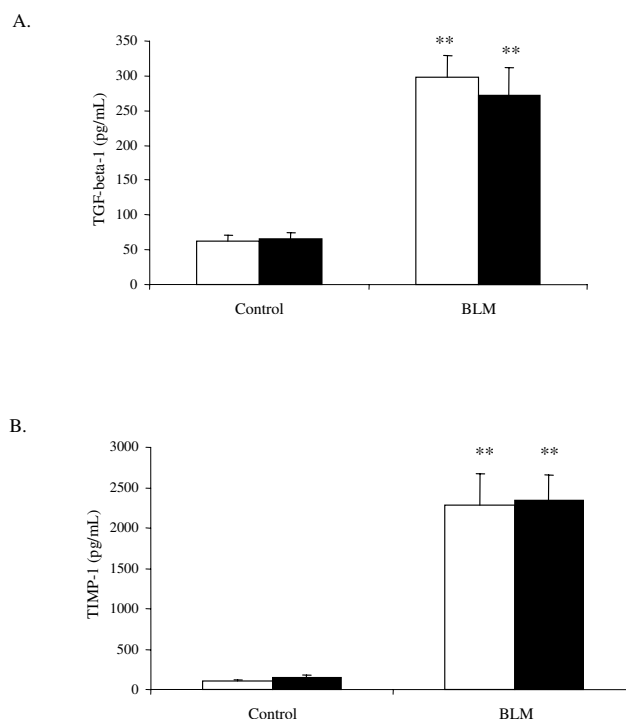 A.
TGF-beta-1 (pg/mL)
350
300
250
200
150
100
50
0
**
**
Control
BLM
B.
TIMP-1 (pg/mL)
3000
2500
2000
1500
1000
500
0
**
**
Control
BLM